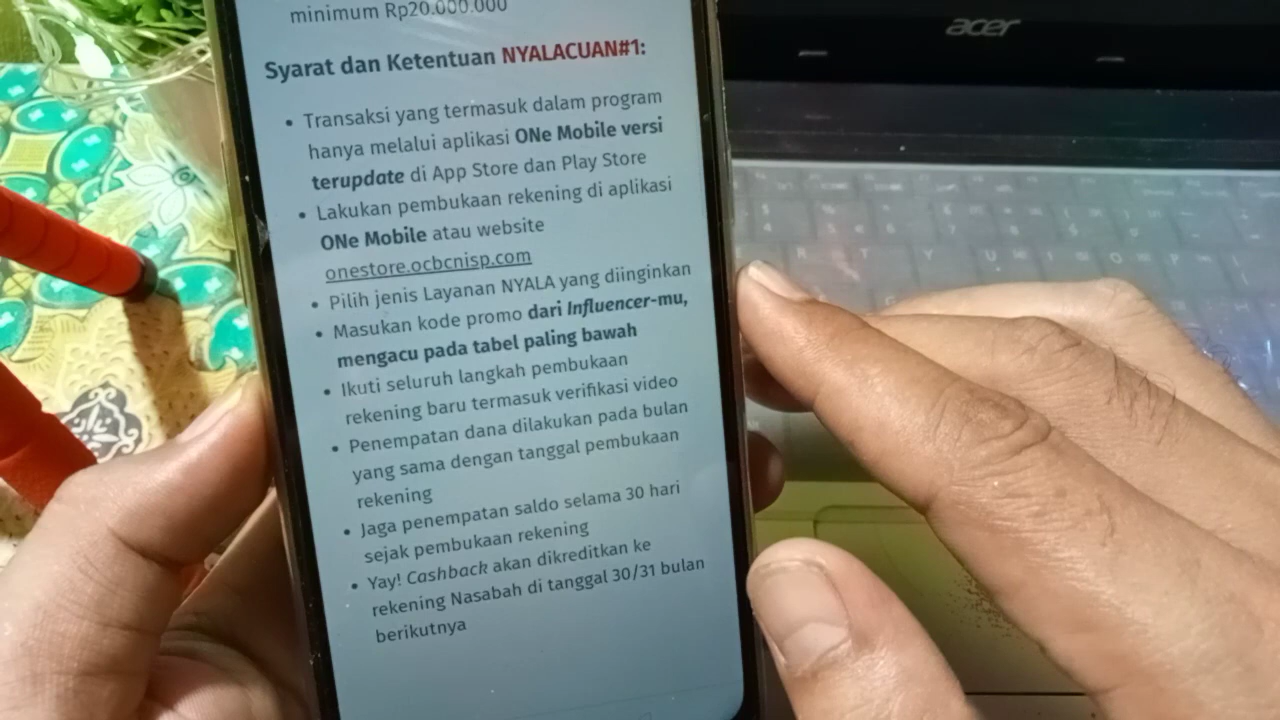 minimum Rp20.000.000
Syarat dan Ketentuan NYALACUAN#1:
• Transaksi yang termasuk dalam program
hanya melalui aplikasi ONe Mobile versi
terupdate di App Store dan Play Store
• Lakukan pembukaan rekening di aplikasi
ONe Mobile atau website
onestore.ocbcnisp.com
• Pilih jenis Layanan NYALA yang diinginkan
• Masukan kode promo dari Influencer-mu,
mengacu pada tabel paling bawah
• Ikuti seluruh langkah pembukaan
rekening baru termasuk verifikasi video
• Penempatan dana dilakukan pada bulan
yang sama dengan tanggal pembukaan
rekening
• Jaga penempatan saldo selama 30 hari
sejak pembukaan rekening
• Yay! Cashback akan dikreditkan ke
rekening Nasabah di tanggal 30/31 bulan
berikutnya
acer
R T Y U I O P